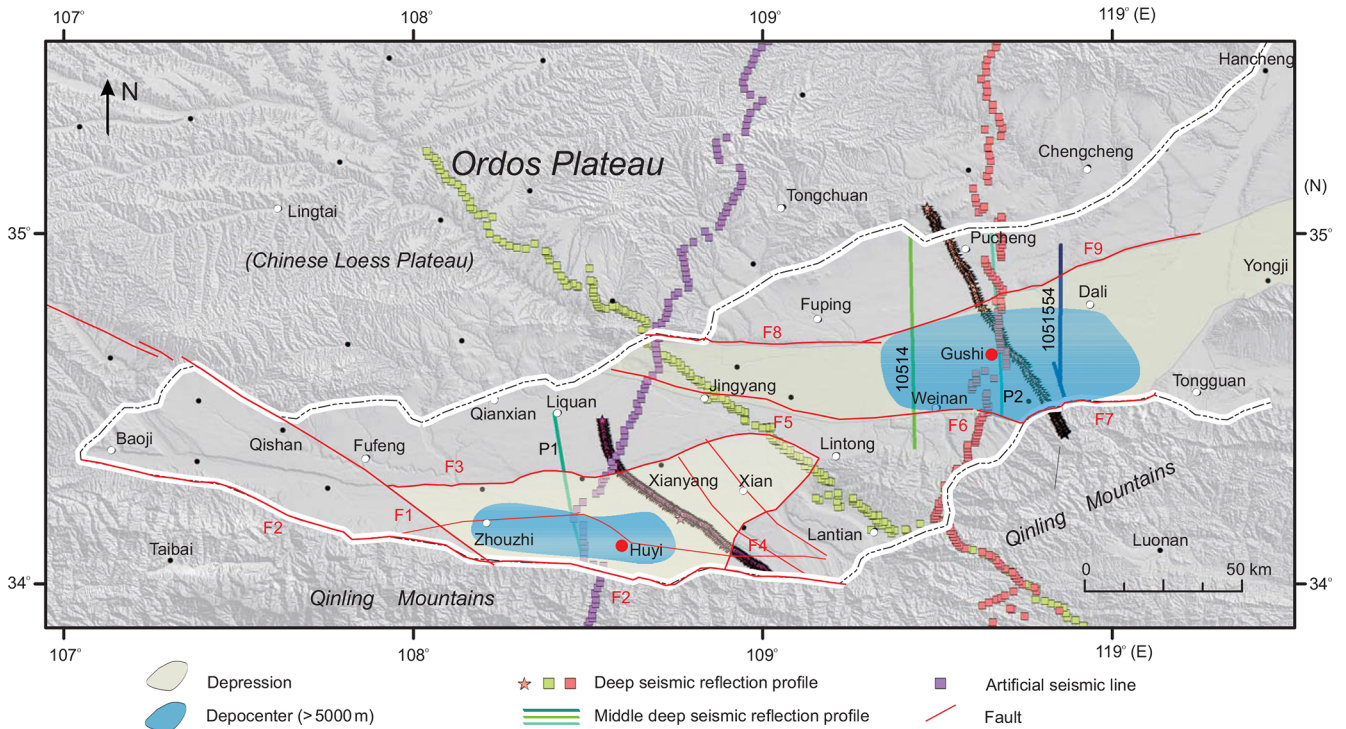 107° 108° 109° 119° (E)
Hancheng
N
Ordos Plateau
Chengcheng
(N)
Tongchuan
Lingtai
35° 35°
Pucheng
F9
(Chinese Loess Plateau)
Yongji
Dali
Fuping
1051554
F8
Gushi
10514
Tongguan
Jingyang
P2
Weinan
Liquan
Qianxian
F7
F5
F6
Baoji
Qishan
Fufeng
P1
Lintong
F3
Xianyang
Xian
Qinling Mountains
F1
F2
Zhouzhi
Lantian
Luonan
Taibai
Huyi
F4
0 50 km
34° 34°
Qinling Mountains
F2
107° 108° 109° 119° (E)
Depression
Deep seismic reflection profile
Artificial seismic line
Depocenter (>5000 m)
Middle deep seismic reflection profile
Fault